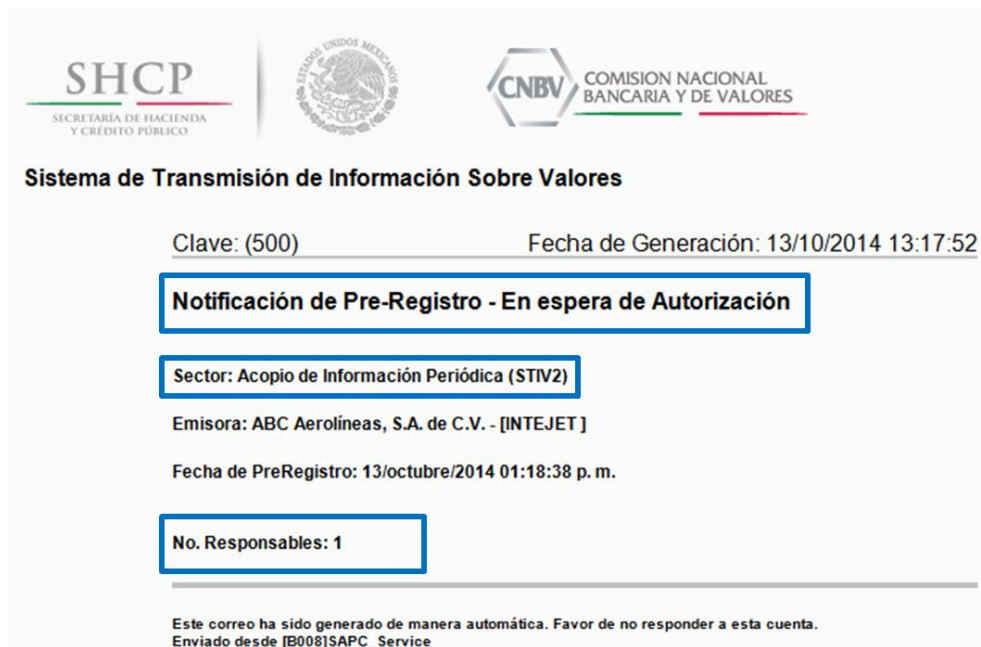 SHCP
SECRETARÍA DE HACIENDA
Y CRÉDITO PÚBLICO
ESTADOS UNIDOS MEXICANOS
CNBV
COMISION NACIONAL
BANCARIA Y DE VALORES
Sistema de Transmisión de Información Sobre Valores
Clave: (500) Fecha de Generación: 13/10/2014 13:17:52
Notificación de Pre-Registro - En espera de Autorización
Sector: Acopio de Información Periódica (STIV2)
Emisora: ABC Aerolíneas, S.A. de C.V. - [INTEJET ]
Fecha de PreRegistro: 13/octubre/2014 01:18:38 p. m.
No. Responsables: 1
Este correo ha sido generado de manera automática. Favor de no responder a esta cuenta.
Enviado desde [B008]SAPC_Service